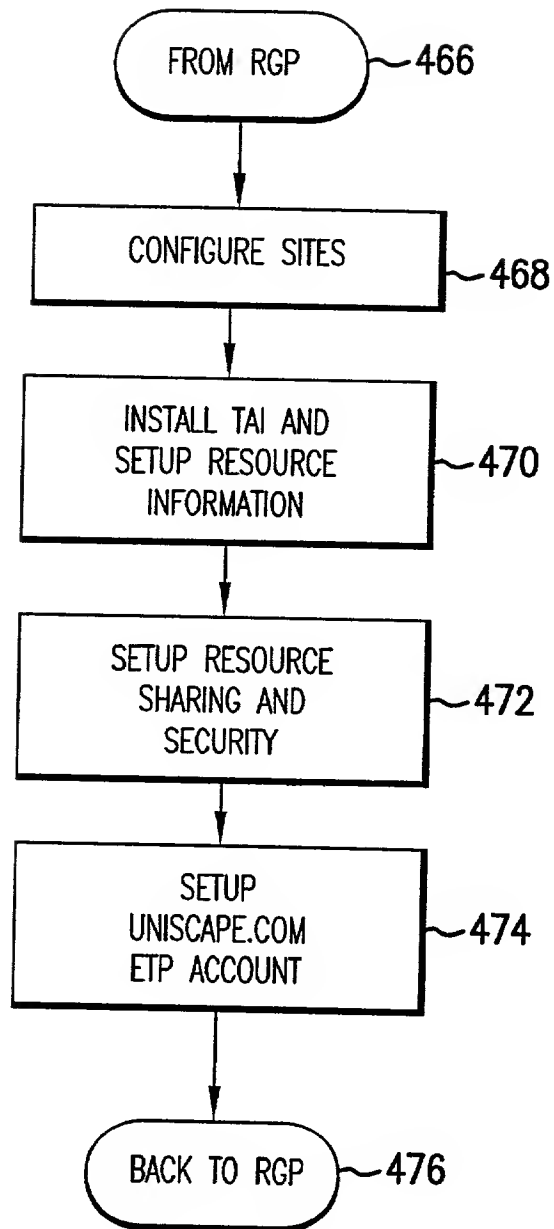 FROM RGP
466
CONFIGURE SITES
468
INSTALL TAI AND
SETUP RESOURCE
INFORMATION
470
SETUP RESOURCE
SHARING AND
SECURITY
472
SETUP
UNISCAPE.COM
ETP ACCOUNT
474
BACK TO RGP
476